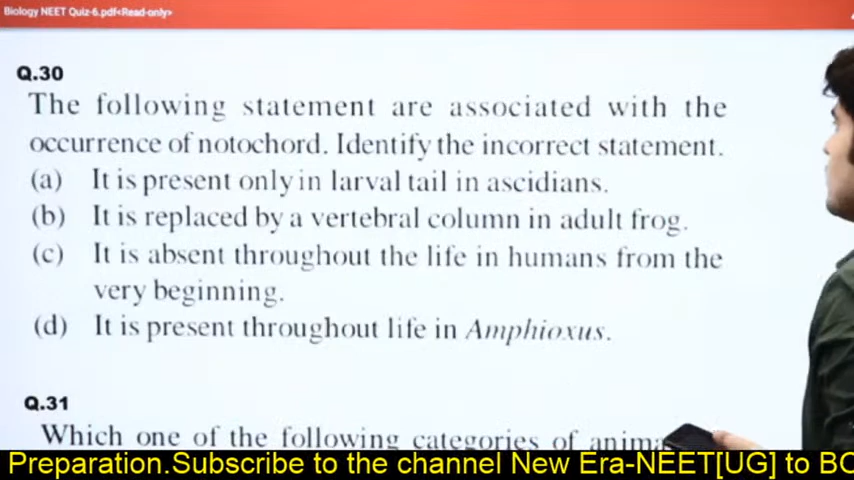 Biology NEET Quiz-6.pdf<Read-only>
Q.30
The following statement are associated with the
occurrence of notochord. Identify the incorrect statement.
(a) It is present only in larval tail in ascidians.
(b) It is replaced by a vertebral column in adult frog.
(c) It is absent throughout the life in humans from the
very beginning.
(d) It is present throughout life in Amphioxus.
Q.31
Which one of the following categories of anima
Preparation.Subscribe to the channel New Era-NEET[UG] to BO